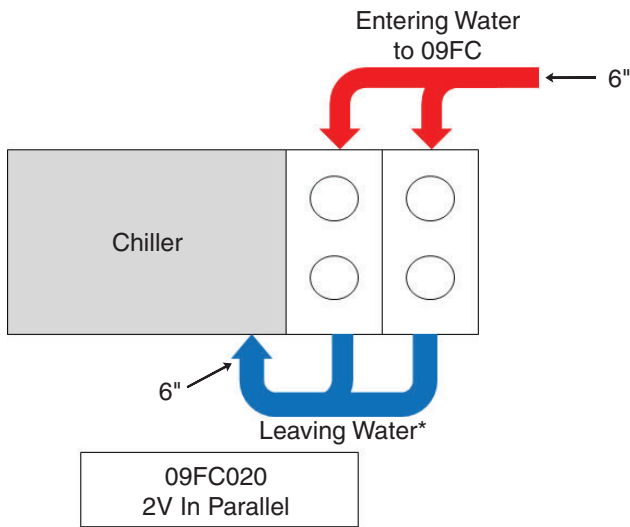 Entering Water
to 09FC
6"
Chiller
6"
Leaving Water*
09FC020
2V In Parallel